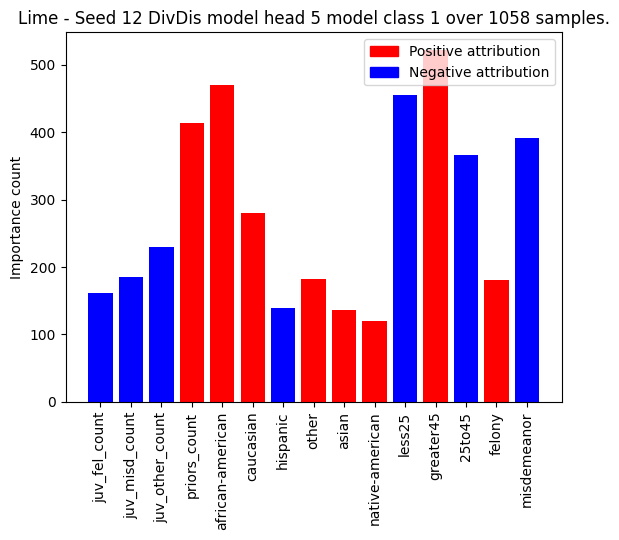 Lime - Seed 12 DivDis model head 5 model class 1 over 1058 samples.
Positive attribution
Negative attribution
Importance count
500
400
300
200
100
0
juv_fel_count
juv_misd_count
juv_other_count
priors_count
african-american
caucasian
hispanic
other
asian
native-american
less25
greater45
25to45
felony
misdemeanor